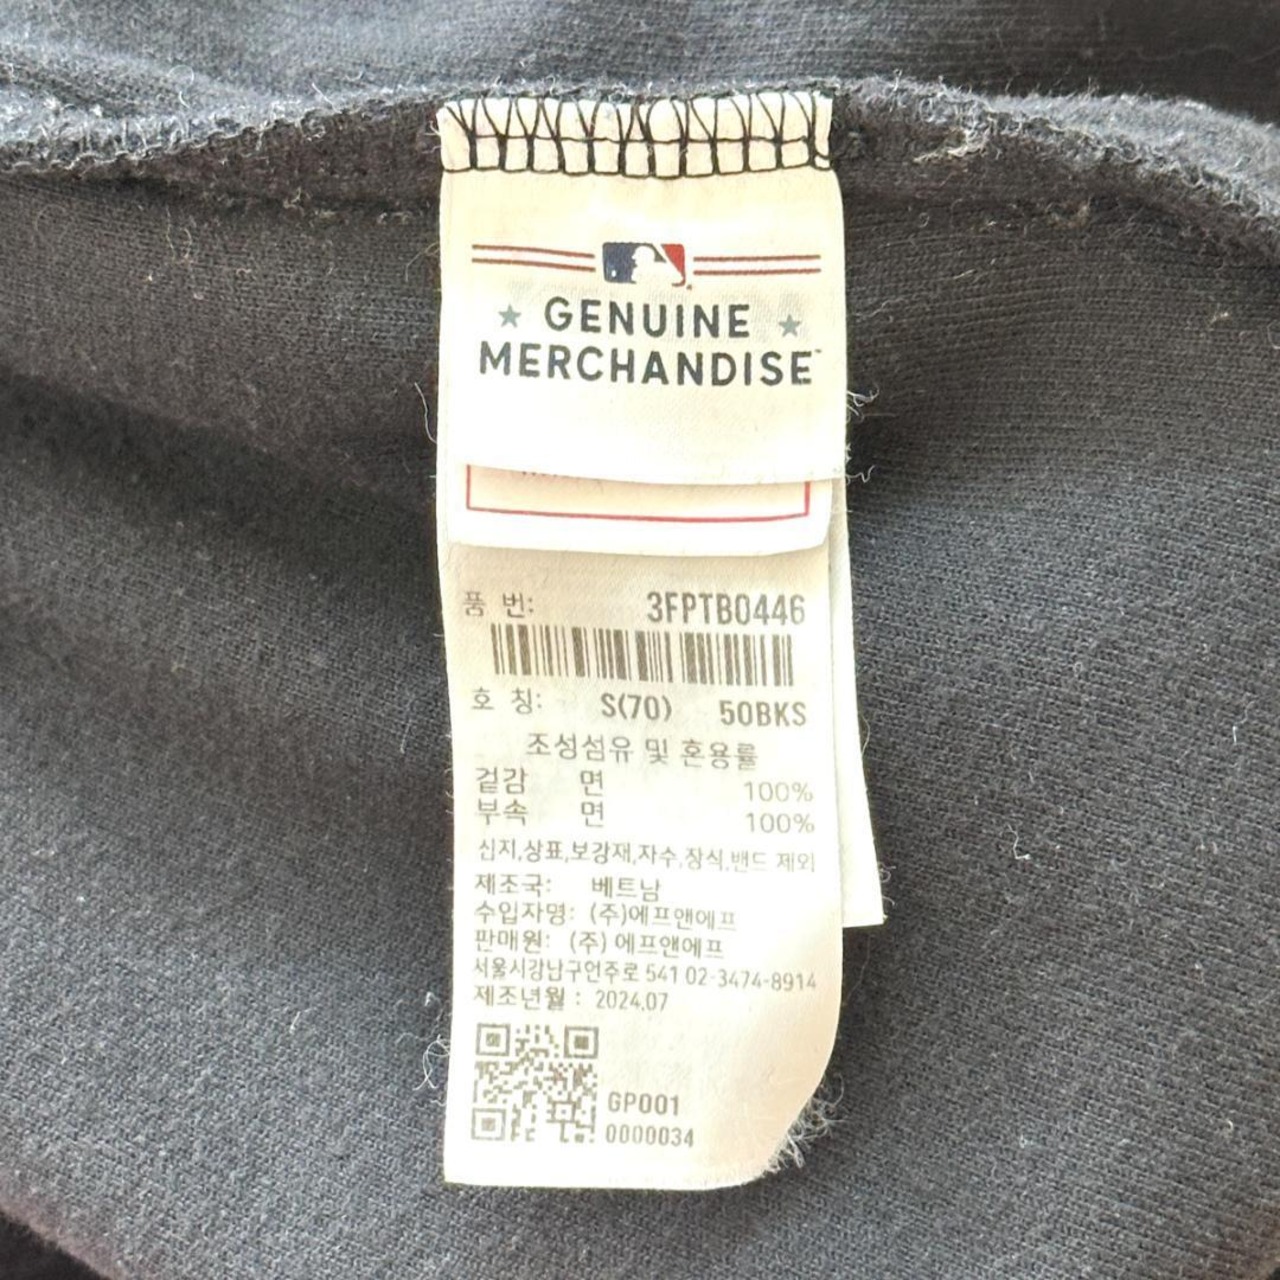 GENUINE
MERCHANDISE™
품 번: 3FPTB0446
호 칭: S(70) 50BKS
조성섬유 및 혼용률
겉감 면 100%
부속 면 100%
심지,상표,보강재,자수,장식,밴드 제외
제조국: 베트남
수입자명: (주)에프앤에프
판매원: (주) 에프앤에프
서울시강남구언주로 541 02-3474-8914
제조년월 : 2024.07
GP001
0000034